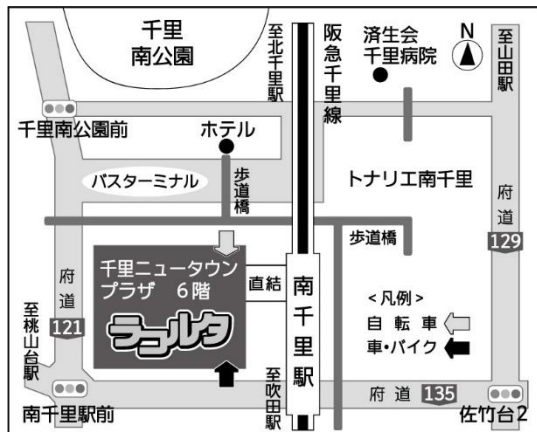 千里
南公園
至北千里駅
阪急千里線
済生会
千里病院
N
至山田駅
千里南公園前
ホテル
バスターミナル
歩道橋
トナリエ南千里
府道
129
歩道橋
千里ニュータウン
プラザ 6階
ラコルタ
直結
南千里駅
<凡例>
自転車
車・バイク
府道
121
至桃山台駅
南千里駅前
至吹田駅
府道 135
佐竹台2